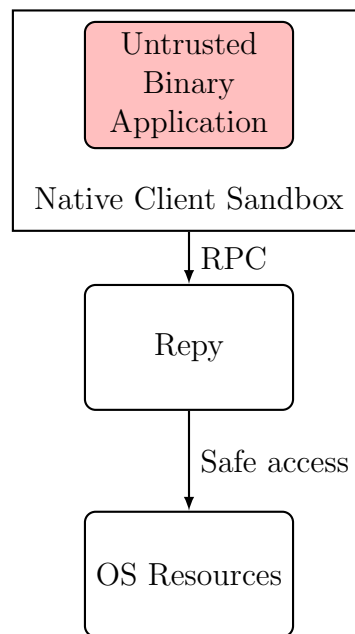 Untrusted
Binary
Application
Native Client Sandbox
RPC
Repy
Safe access
OS Resources